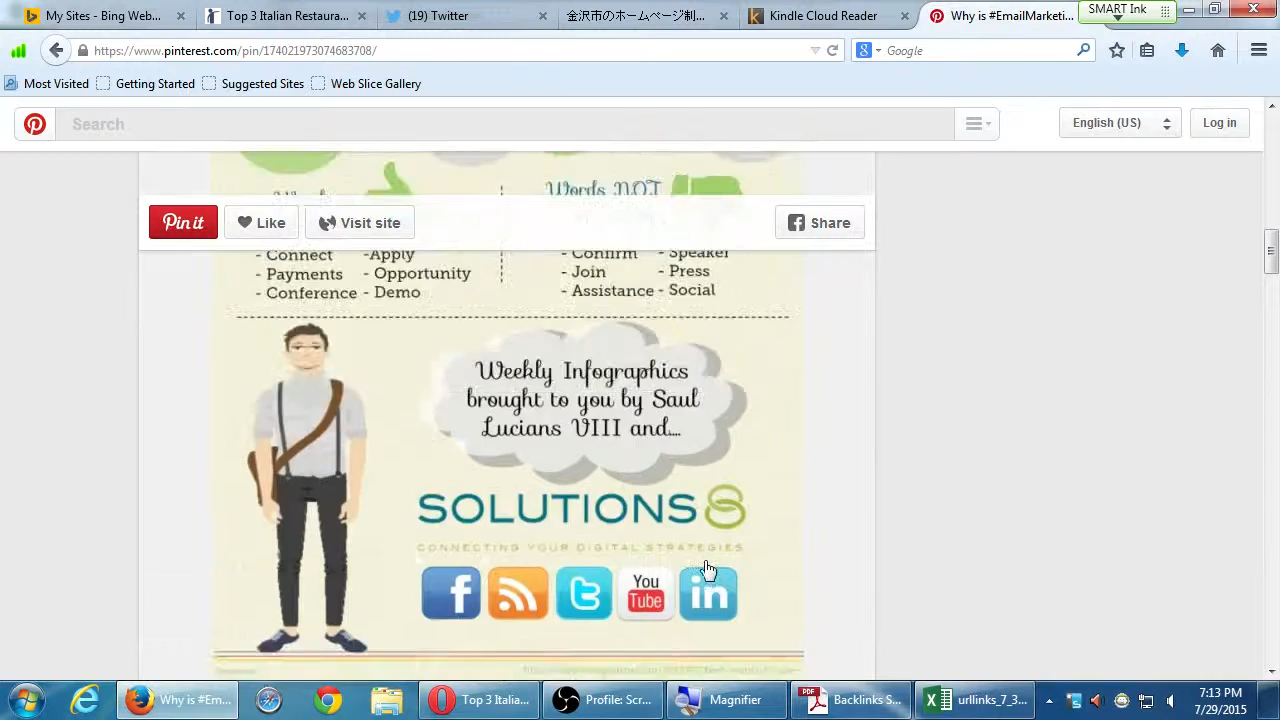 My Sites - Bing Web...
Top 3 Italian Restaura...
(19) Twitter
金沢市のホームページ制...
Kindle Cloud Reader
Why is #EmailMarketi...
SMART Ink
https://www.pinterest.com/pin/174021973074683708/
Google
Most Visited
Getting Started
Suggested Sites
Web Slice Gallery
Search
English (US)
Log in
Words NOT
Pin it
Like
Visit site
Share
- Connect
-Apply
- Confirm
- Speaker
- Payments
- Opportunity
- Join
- Press
- Conference
- Demo
- Assistance
- Social
Weekly Infographics
brought to you by Saul
Lucians VIII and....
SOLUTIONS 8
CONNECTING YOUR DIGITAL STRATEGIES
f
t
You
Tube
in
Why is #Em...
Top 3 Italia...
Profile: Scr...
Magnifier
Backlinks S...
urllinks_7_3...
7:13 PM
7/29/2015